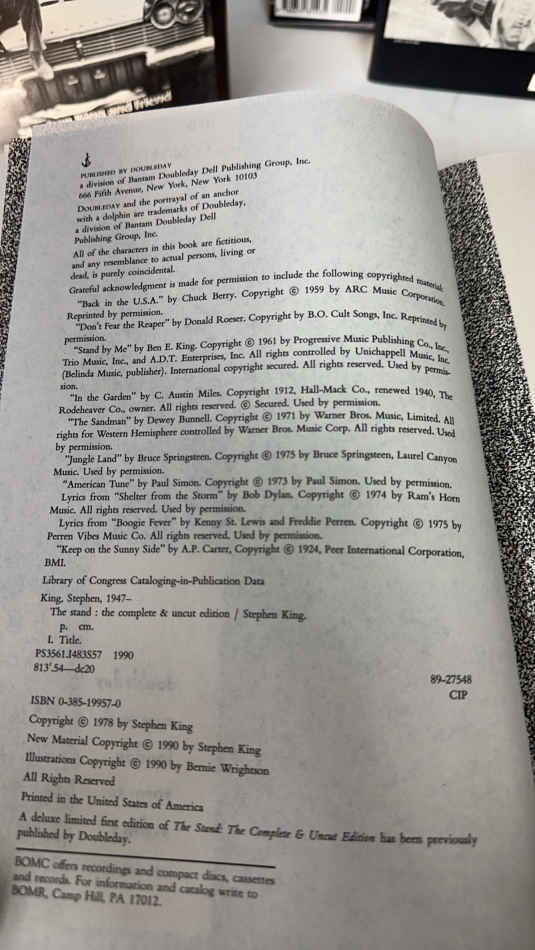 PUBLISHED BY DOUBLEDAY
a division of Bantam Doubleday Dell Publishing Group, Inc.
666 Fifth Avenue, New York, New York 10103
DOUBLEDAY and the portrayal of an anchor
with a dolphin are trademarks of Doubleday,
a division of Bantam Doubleday Dell
Publishing Group, Inc.
All of the characters in this book are fictitious,
and any resemblance to actual persons, living or
dead, is purely coincidental.
Grateful acknowledgment is made for permission to include the following copyrighted material:
"Back in the U.S.A." by Chuck Berry. Copyright © 1959 by ARC Music Corporation.
Reprinted by permission.
"Don't Fear the Reaper" by Donald Roeser. Copyright by B.O. Cult Songs, Inc. Reprinted by
permission.
"Stand by Me" by Ben E. King. Copyright © 1961 by Progressive Music Publishing Co., Inc.,
Trio Music, Inc., and A.D.T. Enterprises, Inc. All rights controlled by Unichappell Music, Inc.
(Belinda Music, publisher). International copyright secured. All rights reserved. Used by permis-
sion.
"In the Garden" by C. Austin Miles. Copyright 1912, Hall-Mack Co., renewed 1940, The
Rodeheaver Co., owner. All rights reserved. © Secured. Used by permission.
"The Sandman" by Dewey Bunnell. Copyright © 1971 by Warner Bros. Music, Limited. All
rights for Western Hemisphere controlled by Warner Bros. Music Corp. All rights reserved. Used
by permission.
"Jungle Land" by Bruce Springsteen. Copyright © 1975 by Bruce Springsteen, Laurel Canyon
Music. Used by permission.
"American Tune" by Paul Simon. Copyright © 1973 by Paul Simon. Used by permission.
Lyrics from "Shelter from the Storm" by Bob Dylan. Copyright © 1974 by Ram's Horn
Music. All rights reserved. Used by permission.
Lyrics from "Boogie Fever" by Kenny St. Lewis and Freddie Perren. Copyright © 1975 by
Perren Vibes Music Co. All rights reserved. Used by permission.
"Keep on the Sunny Side" by A.P. Carter, Copyright © 1924, Peer International Corporation,
BMI.
Library of Congress Cataloging-in-Publication Data
King, Stephen, 1947–
The stand : the complete & uncut edition / Stephen King.
p. cm.
I. Title.
PS3561.I483S57 1990
813'.54—dc20
89-27548
CIP
ISBN 0-385-19957-0
Copyright © 1978 by Stephen King
New Material Copyright © 1990 by Stephen King
Illustrations Copyright © 1990 by Bernie Wrightson
All Rights Reserved
Printed in the United States of America
A deluxe limited first edition of The Stand: The Complete & Uncut Edition has been previously
published by Doubleday.
BOMC offers recordings and compact discs, cassettes
and records. For information and catalog write to
BOMR, Camp Hill, PA 17012.